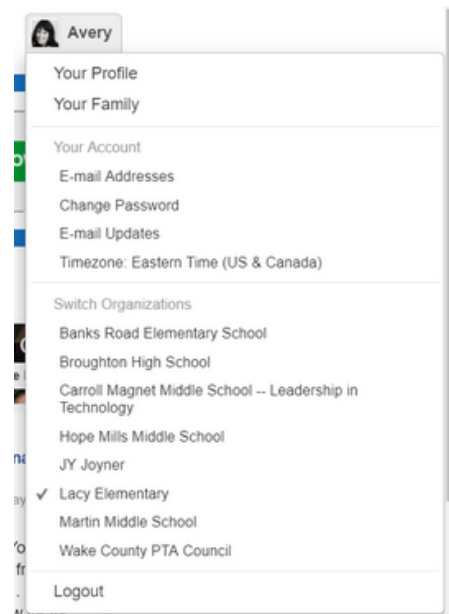 Avery
Your Profile
Your Family
Your Account
E-mail Addresses
Change Password
E-mail Updates
Timezone: Eastern Time (US & Canada)
Switch Organizations
Banks Road Elementary School
Broughton High School
Carroll Magnet Middle School -- Leadership in
Technology
Hope Mills Middle School
JY Joyner
✓ Lacy Elementary
Martin Middle School
Wake County PTA Council
Logout